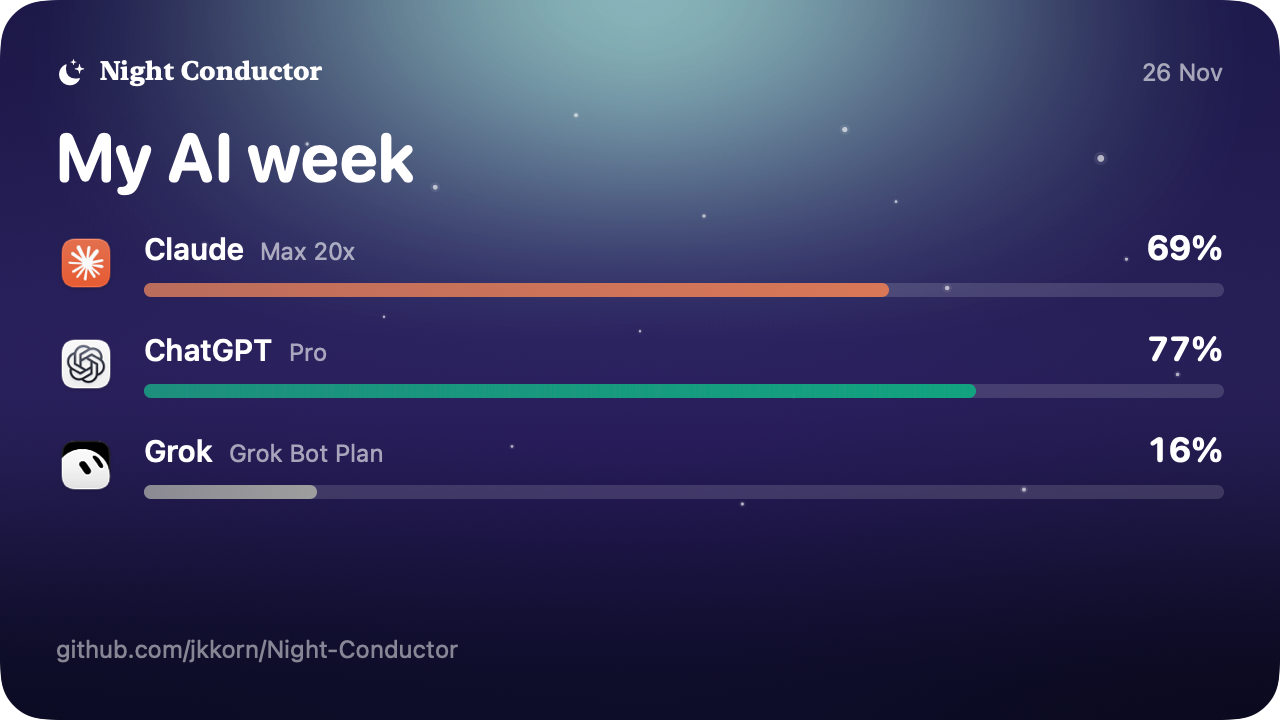 Night Conductor
26 Nov
My AI week
Claude Max 20x
69%
ChatGPT Pro
77%
Grok Grok Bot Plan
16%
github.com/jkkorn/Night-Conductor